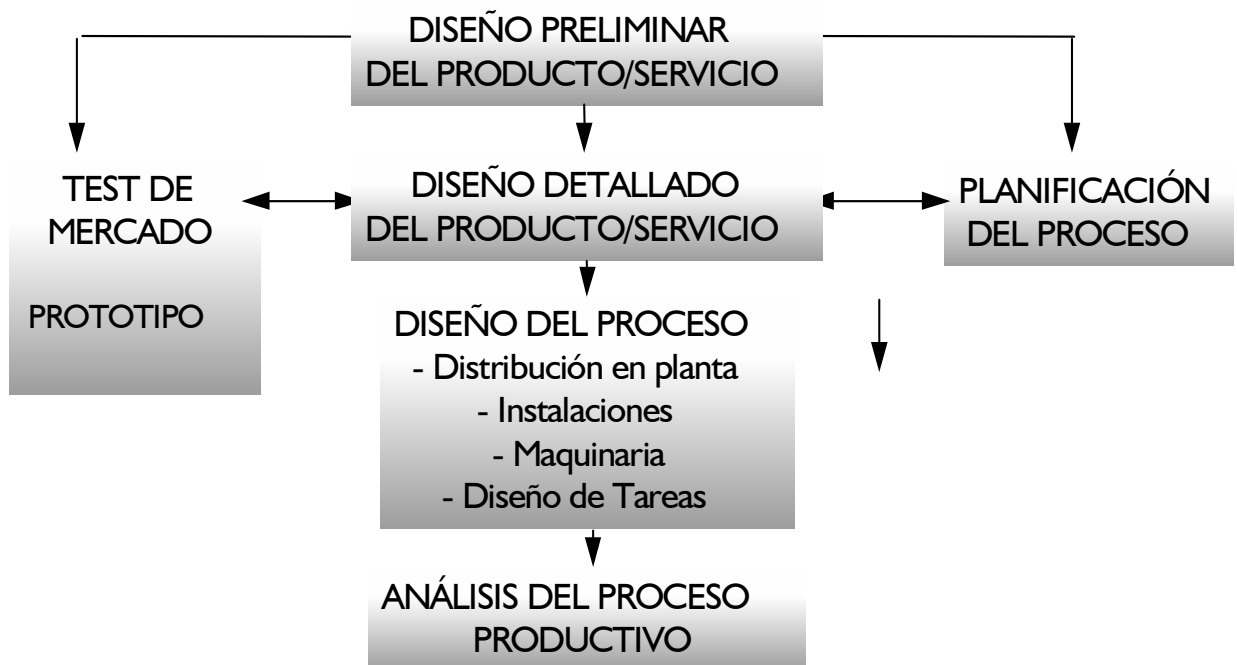 DISEÑO PRELIMINAR
DEL PRODUCTO/SERVICIO
TEST DE
MERCADO
PROTOTIPO
DISEÑO DETALLADO
DEL PRODUCTO/SERVICIO
PLANIFICACIÓN
DEL PROCESO
DISEÑO DEL PROCESO
- Distribución en planta
- Instalaciones
- Maquinaria
- Diseño de Tareas
ANÁLISIS DEL PROCESO
PRODUCTIVO